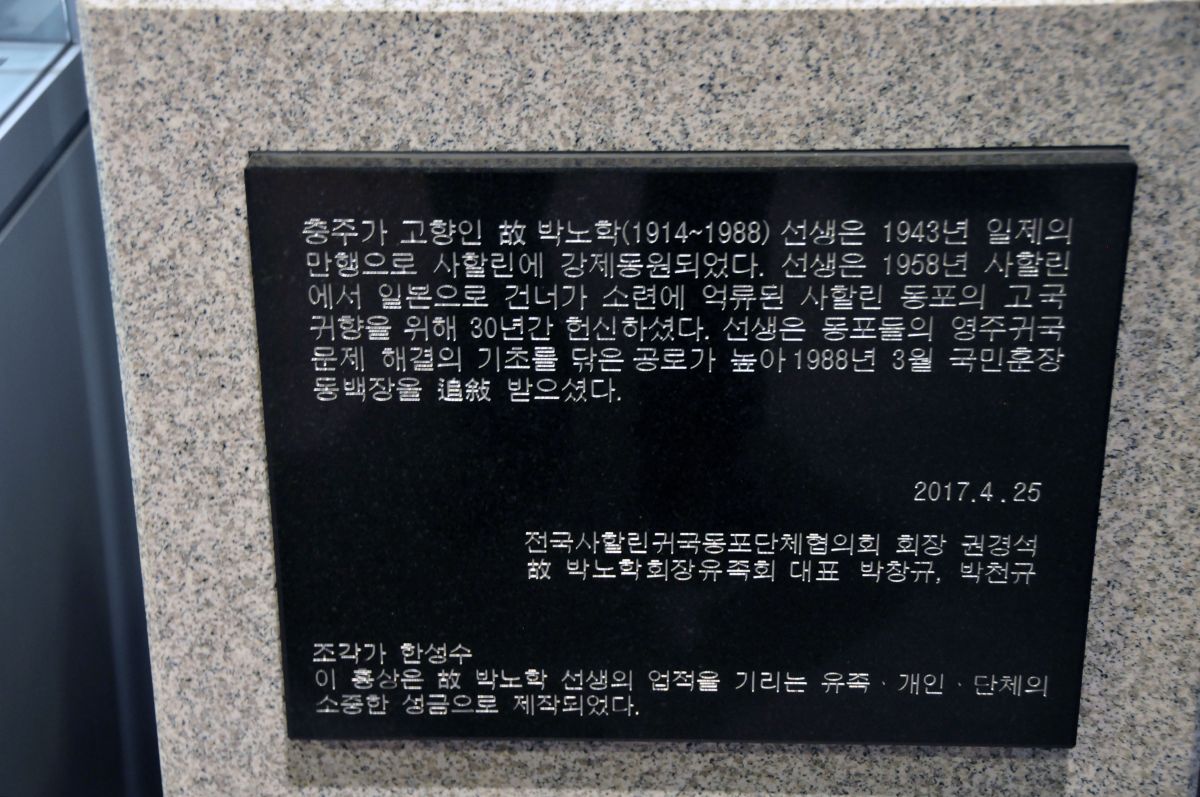 충주가 고향인 故 박노학(1914~1988) 선생은 1943년 일제의
만행으로 사할린에 강제동원되었다. 선생은 1958년 사할린
에서 일본으로 건너가 소련에 억류된 사할린 동포의 고국
귀향을 위해 30년간 헌신하셨다. 선생은 동포들의 영주귀국
문제 해결의 기초를 닦은 공로가 높아 1988년 3월 국민훈장
동백장을 追敍 받으셨다.
2017.4.25
전국사할린귀국동포단체협의회 회장 권경석
故 박노학회장유족회 대표 박창규, 박천규
조각가 한성수
이 흉상은 故 박노학 선생의 업적을 기리는 유족·개인·단체의
소중한 성금으로 제작되었다.